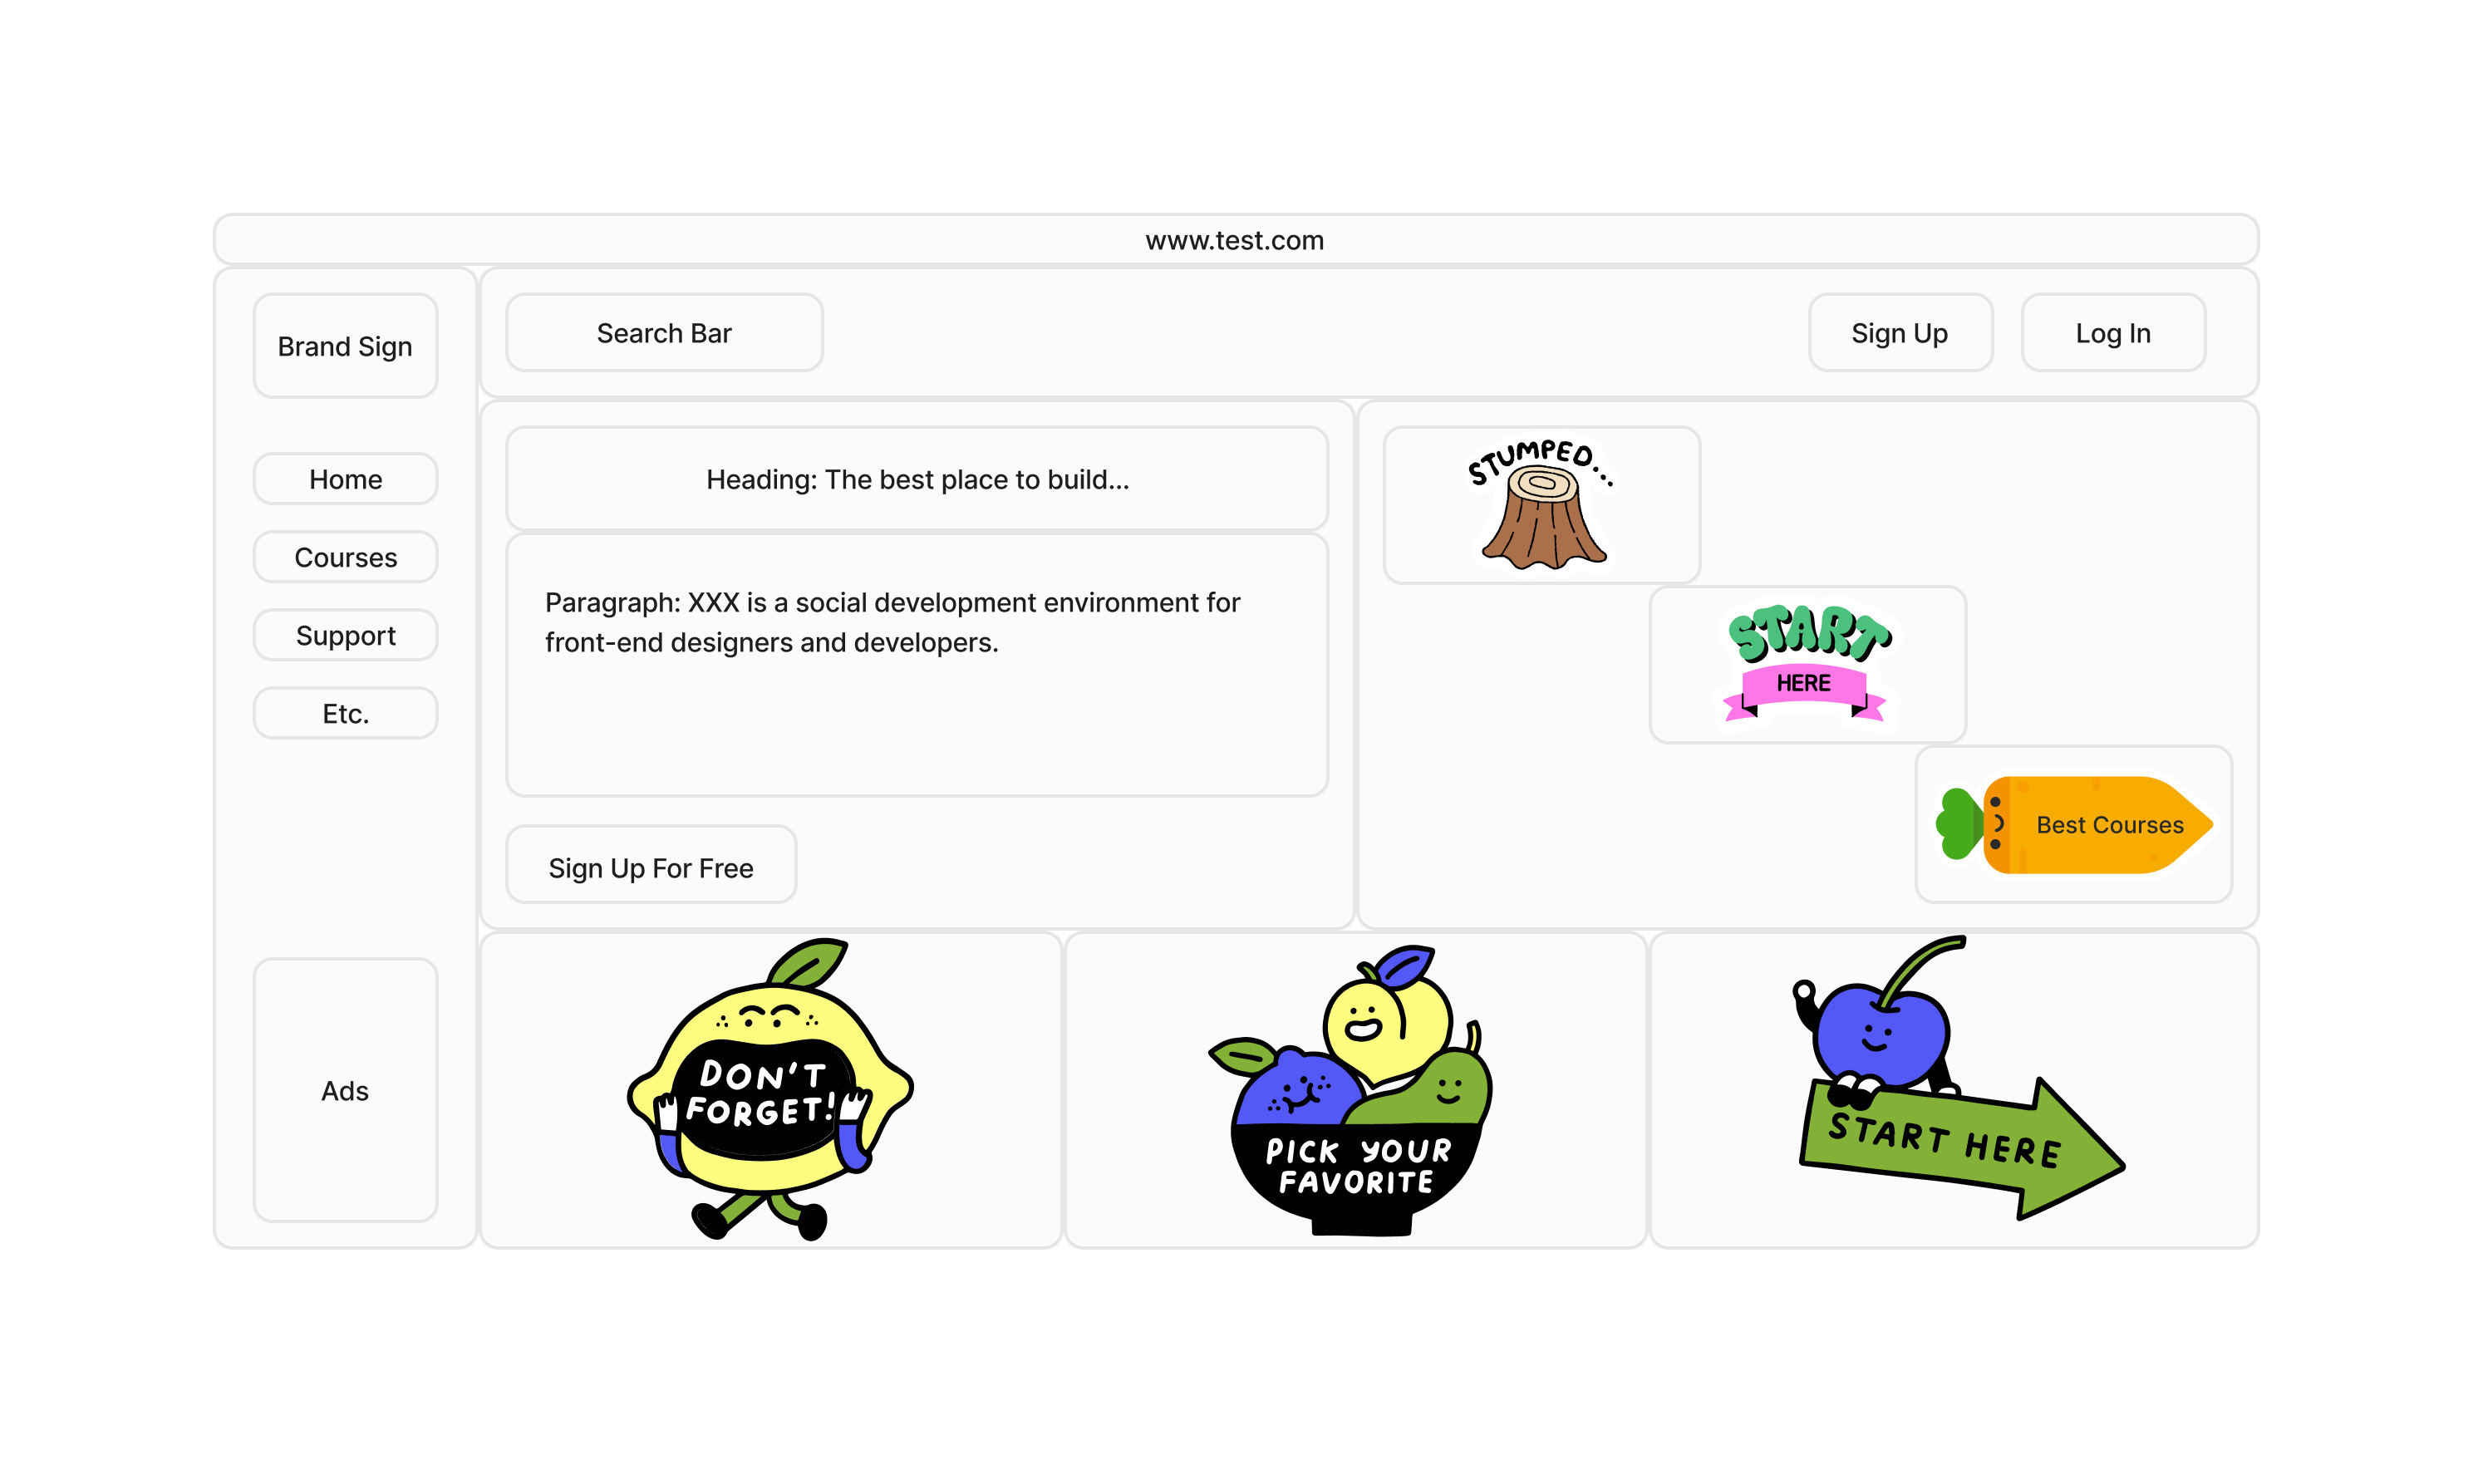 www.test.com
Brand Sign
Home
Courses
Support
Etc.
Ads
Search Bar
Sign Up
Log In
Heading: The best place to build...
Paragraph: XXX is a social development environment for
front-end designers and developers.
Sign Up For Free
STUMPED...
START
HERE
Best Courses
DON'T
FORGET!
PICK YOUR
FAVORITE
START HERE